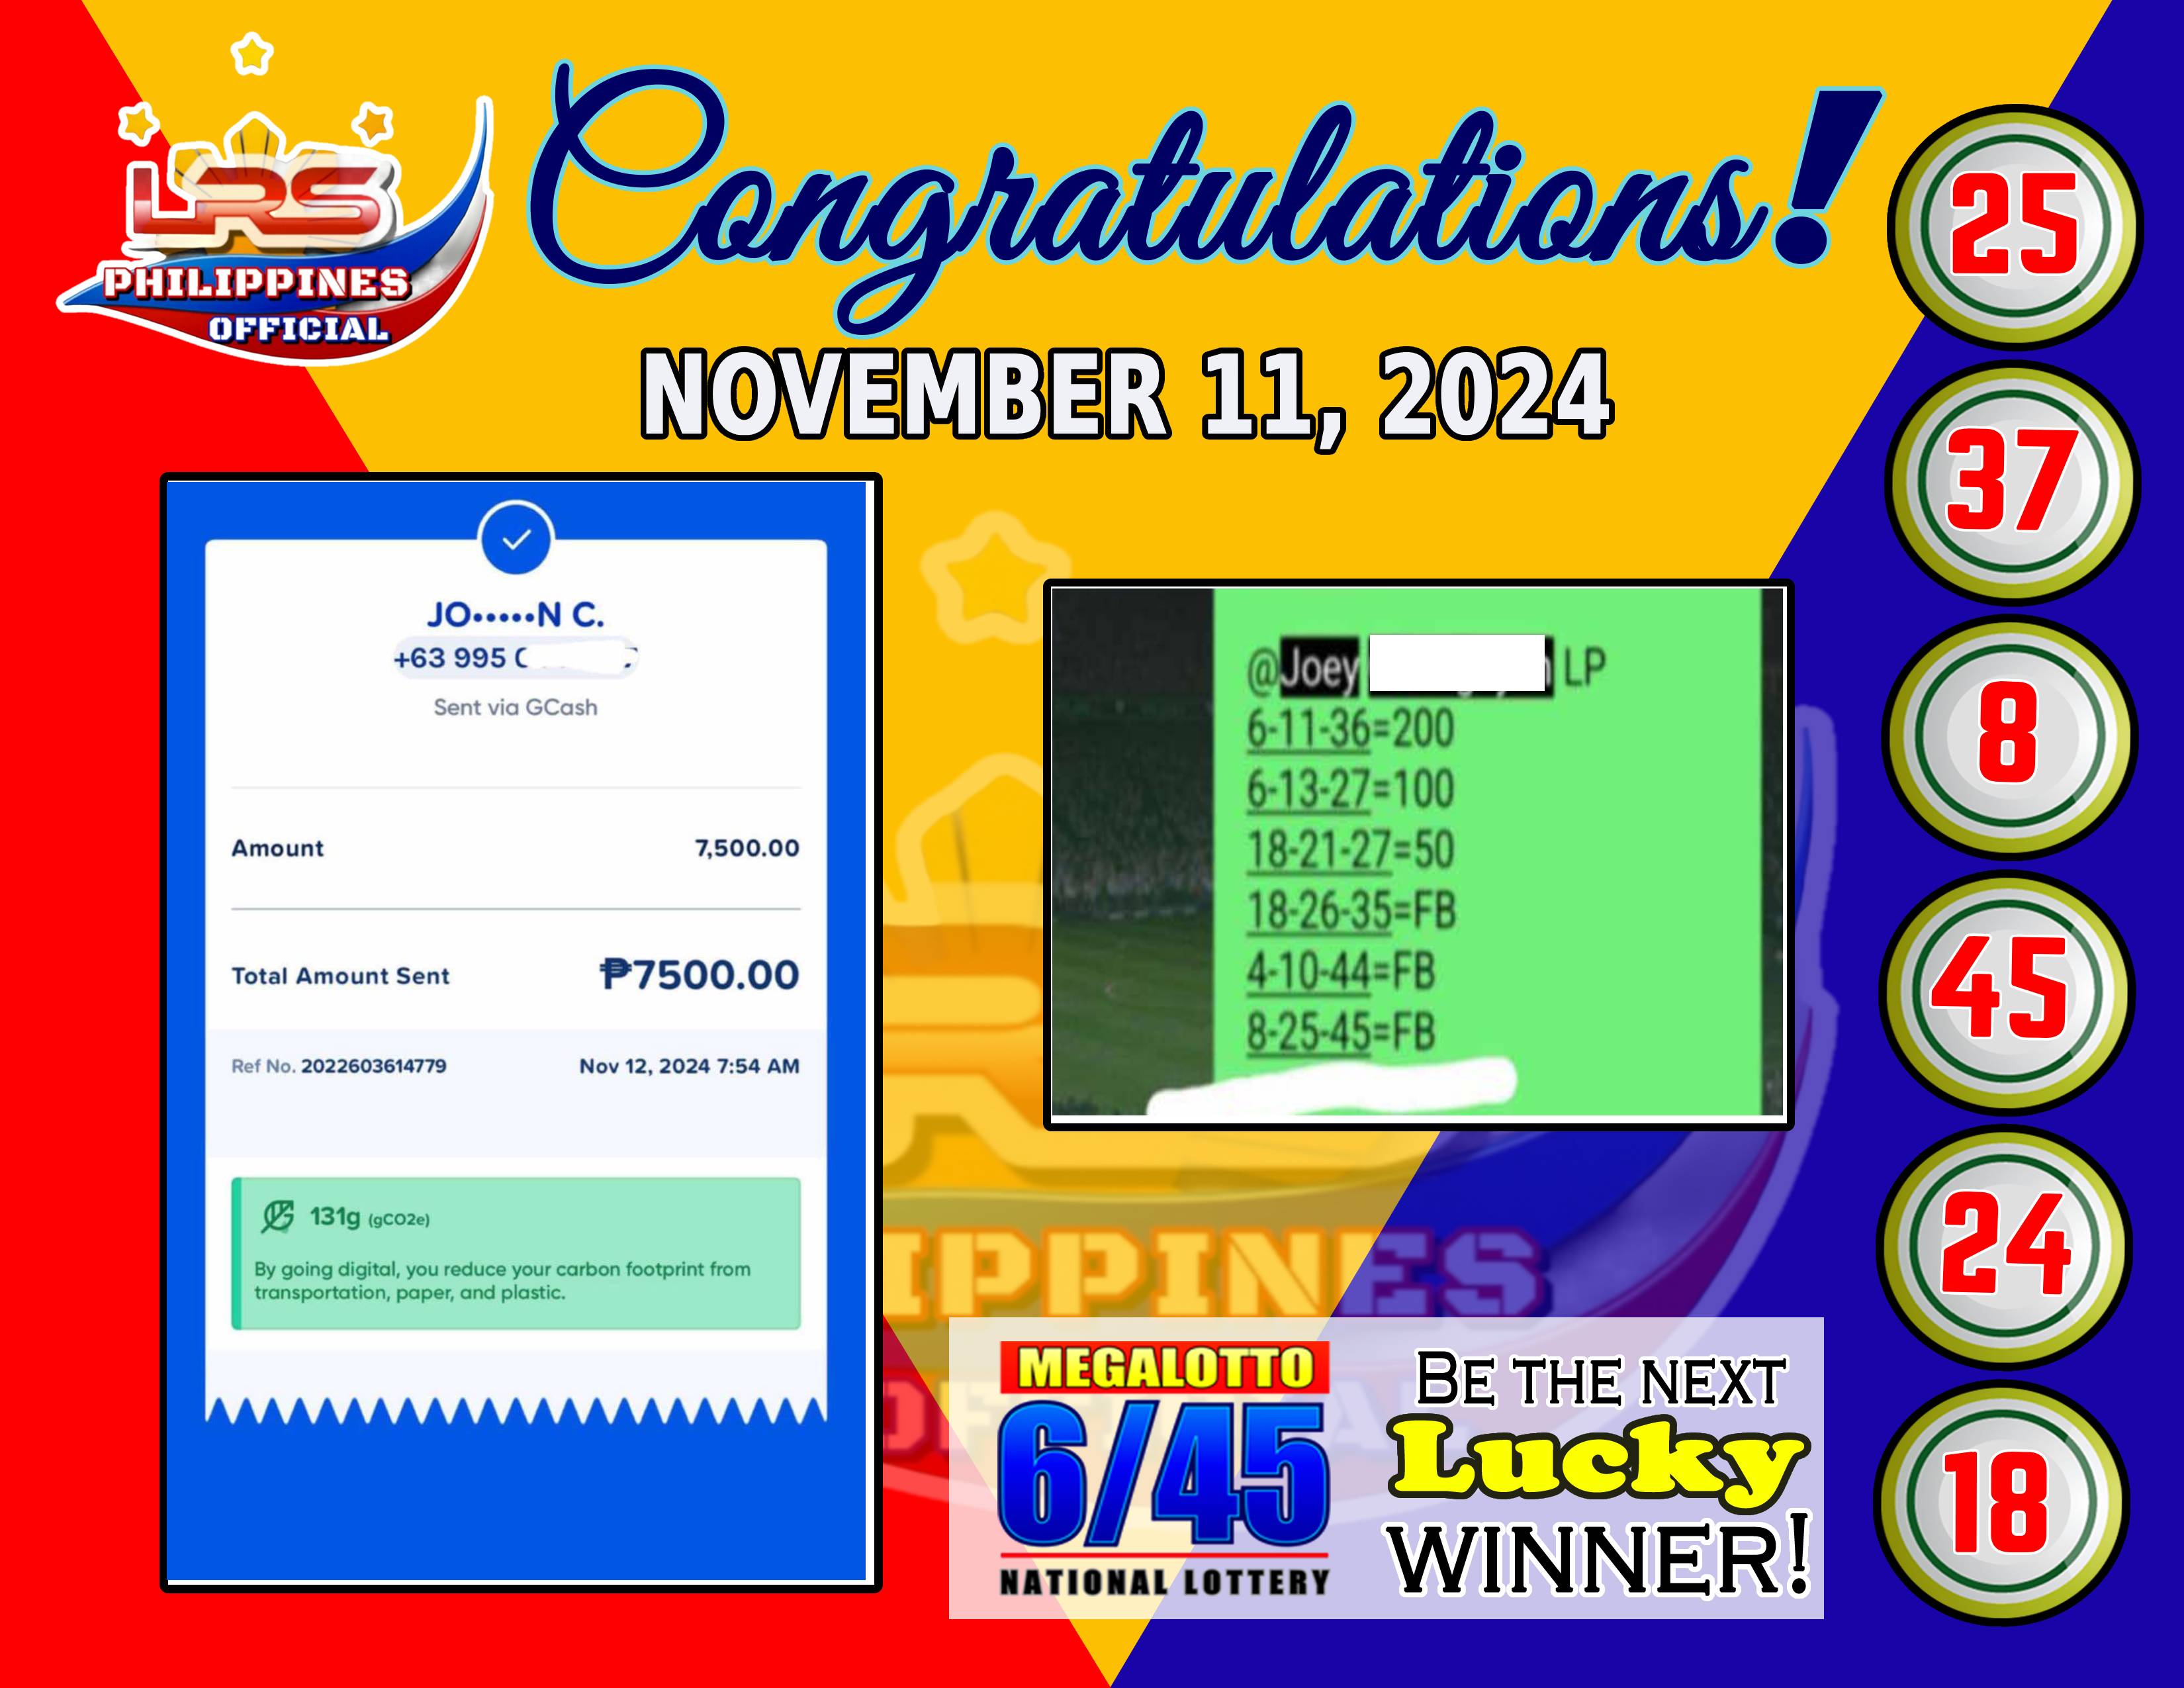 LRS
PHILIPPINES
OFFICIAL
Congratulations!
NOVEMBER 11, 2024
JO•••••N C.
+63 995
Sent via GCash
Amount 7,500.00
Total Amount Sent ₱7500.00
Ref No. 2022603614779 Nov 12, 2024 7:54 AM
131g (gCO2e)
By going digital, you reduce your carbon footprint from
transportation, paper, and plastic.
@Joey LP
6-11-36=200
6-13-27=100
18-21-27=50
18-26-35=FB
4-10-44=FB
8-25-45=FB
MEGALOTTO
6/45
NATIONAL LOTTERY
BE THE NEXT
Lucky
WINNER!
25
37
8
45
24
18